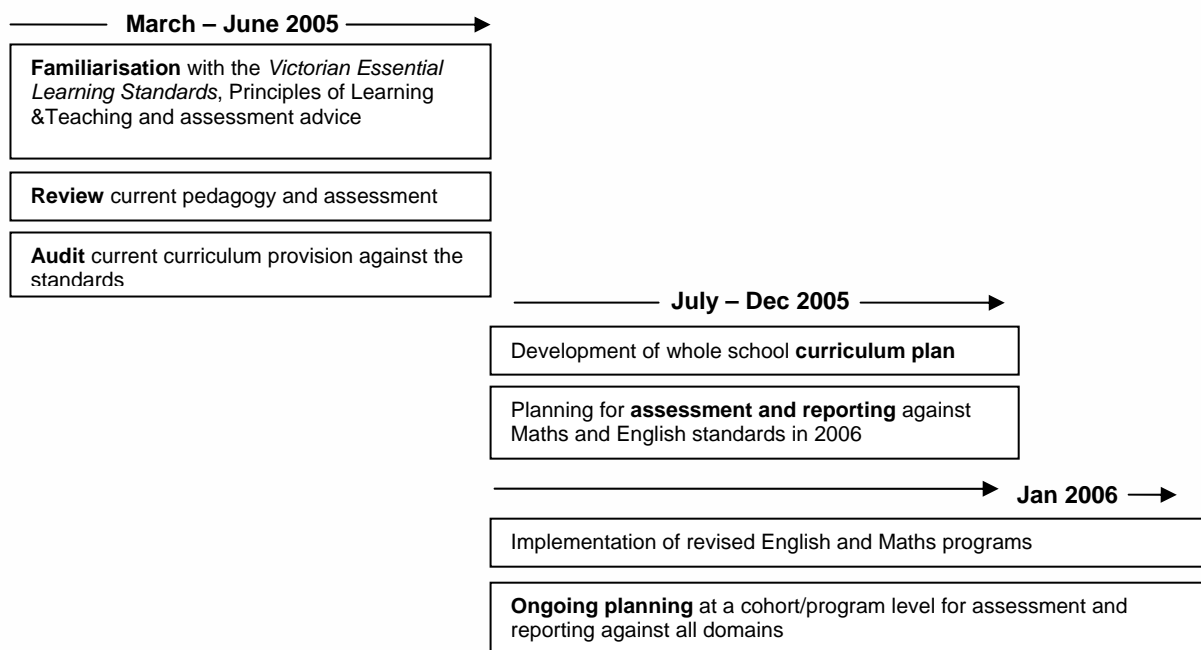 March – June 2005
Familiarisation with the Victorian Essential
Learning Standards, Principles of Learning
&Teaching and assessment advice
Review current pedagogy and assessment
Audit current curriculum provision against the
standards
July – Dec 2005
Development of whole school curriculum plan
Planning for assessment and reporting against
Maths and English standards in 2006
Jan 2006
Implementation of revised English and Maths programs
Ongoing planning at a cohort/program level for assessment and
reporting against all domains